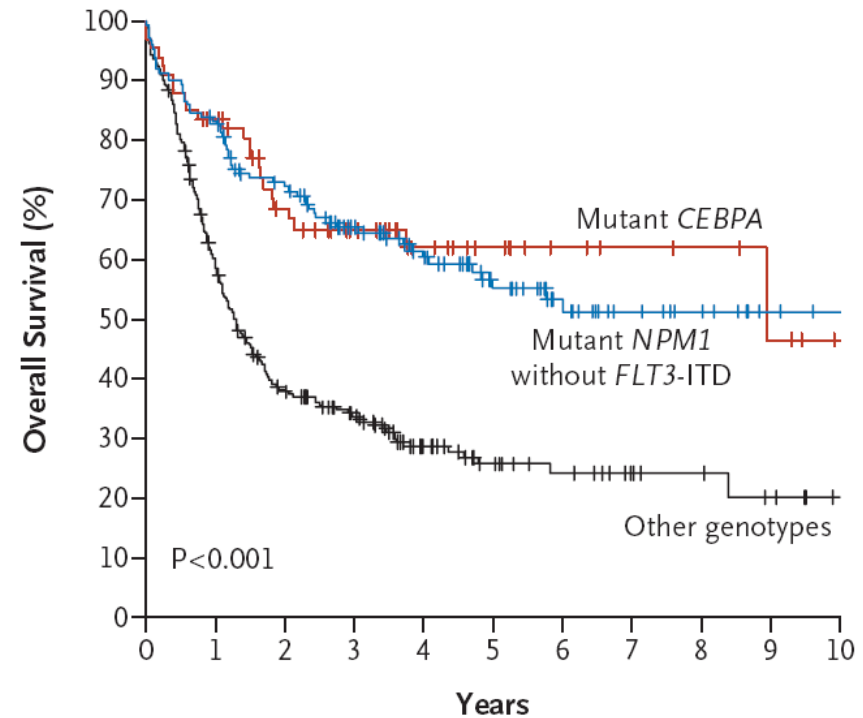 100
90
80
70
60
50
40
30
20
10
0
Overall Survival (%)
Mutant CEBPA
Mutant NPM1
without FLT3-ITD
Other genotypes
P<0.001
0 1 2 3 4 5 6 7 8 9 10
Years